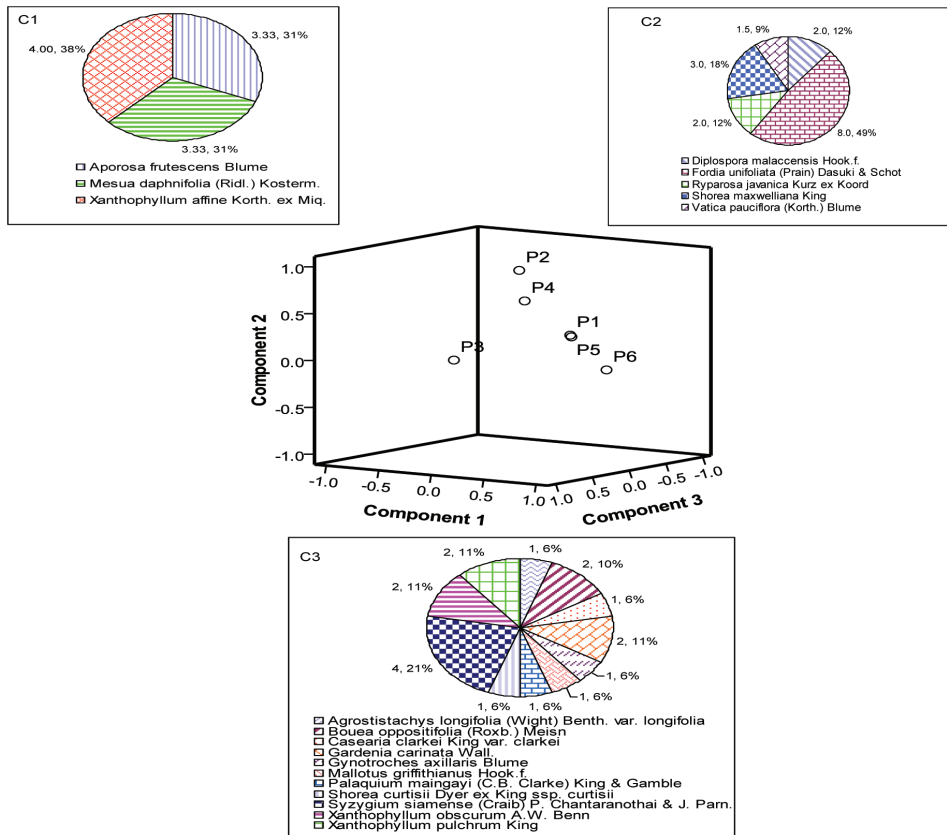 C1
4.00, 38%
3.33, 31%
3.33, 31%
Aporosa frutescens Blume
Mesua daphnifolia (Ridl.) Kosterm.
Xanthophyllum affine Korth. ex Miq.
C2
1.5, 9%
2.0, 12%
3.0, 18%
2.0, 12%
8.0, 49%
Diplospora malaccensis Hook.f.
Fordia unifoliata (Prain) Dasuki & Schot
Ryparosa javanica Kurz ex Koord
Shorea maxwelliana King
Vatica pauciflora (Korth.) Blume
Component 2
1.0
0.5
0.0
-0.5
-1.0
P2
P4
P1
P5
P3
P6
-1.0
-0.5
0.0
0.5
1.0
Component 1
1.0
0.5
0.0
-0.5
-1.0
Component 3
C3
2, 11%
1, 6%
2, 10%
2, 11%
1, 6%
4, 21%
2, 11%
1, 6%
1, 6%
1, 6%
1, 6%
Agrostistachys longifolia (Wight) Benth. var. longifolia
Bouea oppositifolia (Roxb.) Meisn
Casearia clarkei King var. clarkei
Gardenia carinata Wall.
Gynotroches axillaris Blume
Mallotus griffithianus Hook.f.
Palaquium maingayi (C.B. Clarke) King & Gamble
Shorea curtisii Dyer ex King ssp. curtisii
Syzygium siamense (Craib) P. Chantaranothai & J. Parn.
Xanthophyllum obscurum A.W. Benn
Xanthophyllum pulchrum King